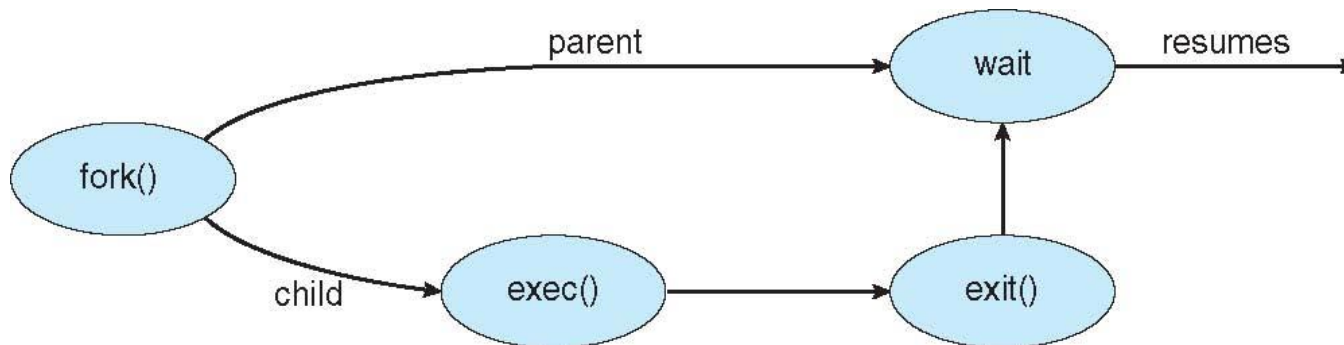 parent
wait
resumes
fork()
child
exec()
exit()